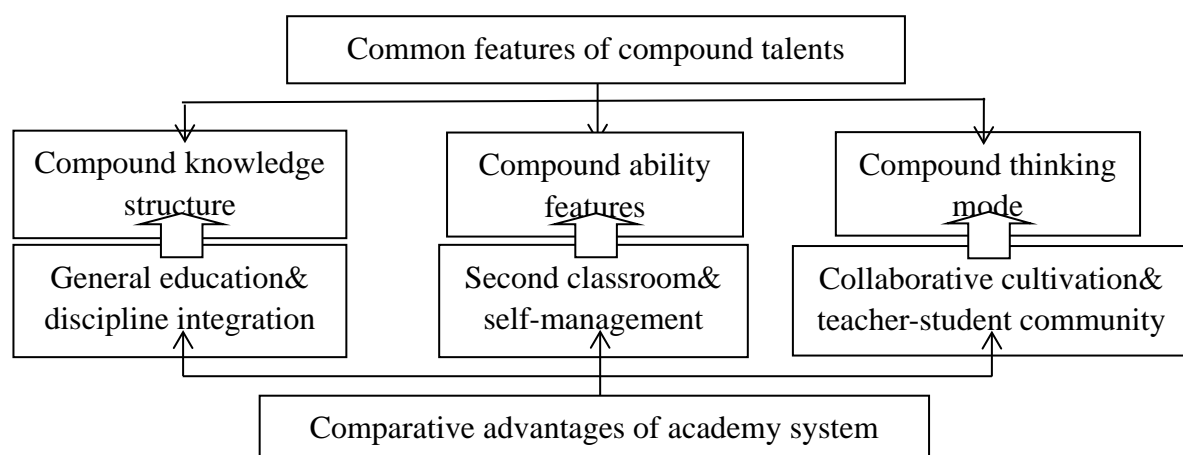 Common features of compound talents
Compound knowledge
structure
Compound ability
features
Compound thinking
mode
General education&
discipline integration
Second classroom&
self-management
Collaborative cultivation&
teacher-student community
Comparative advantages of academy system